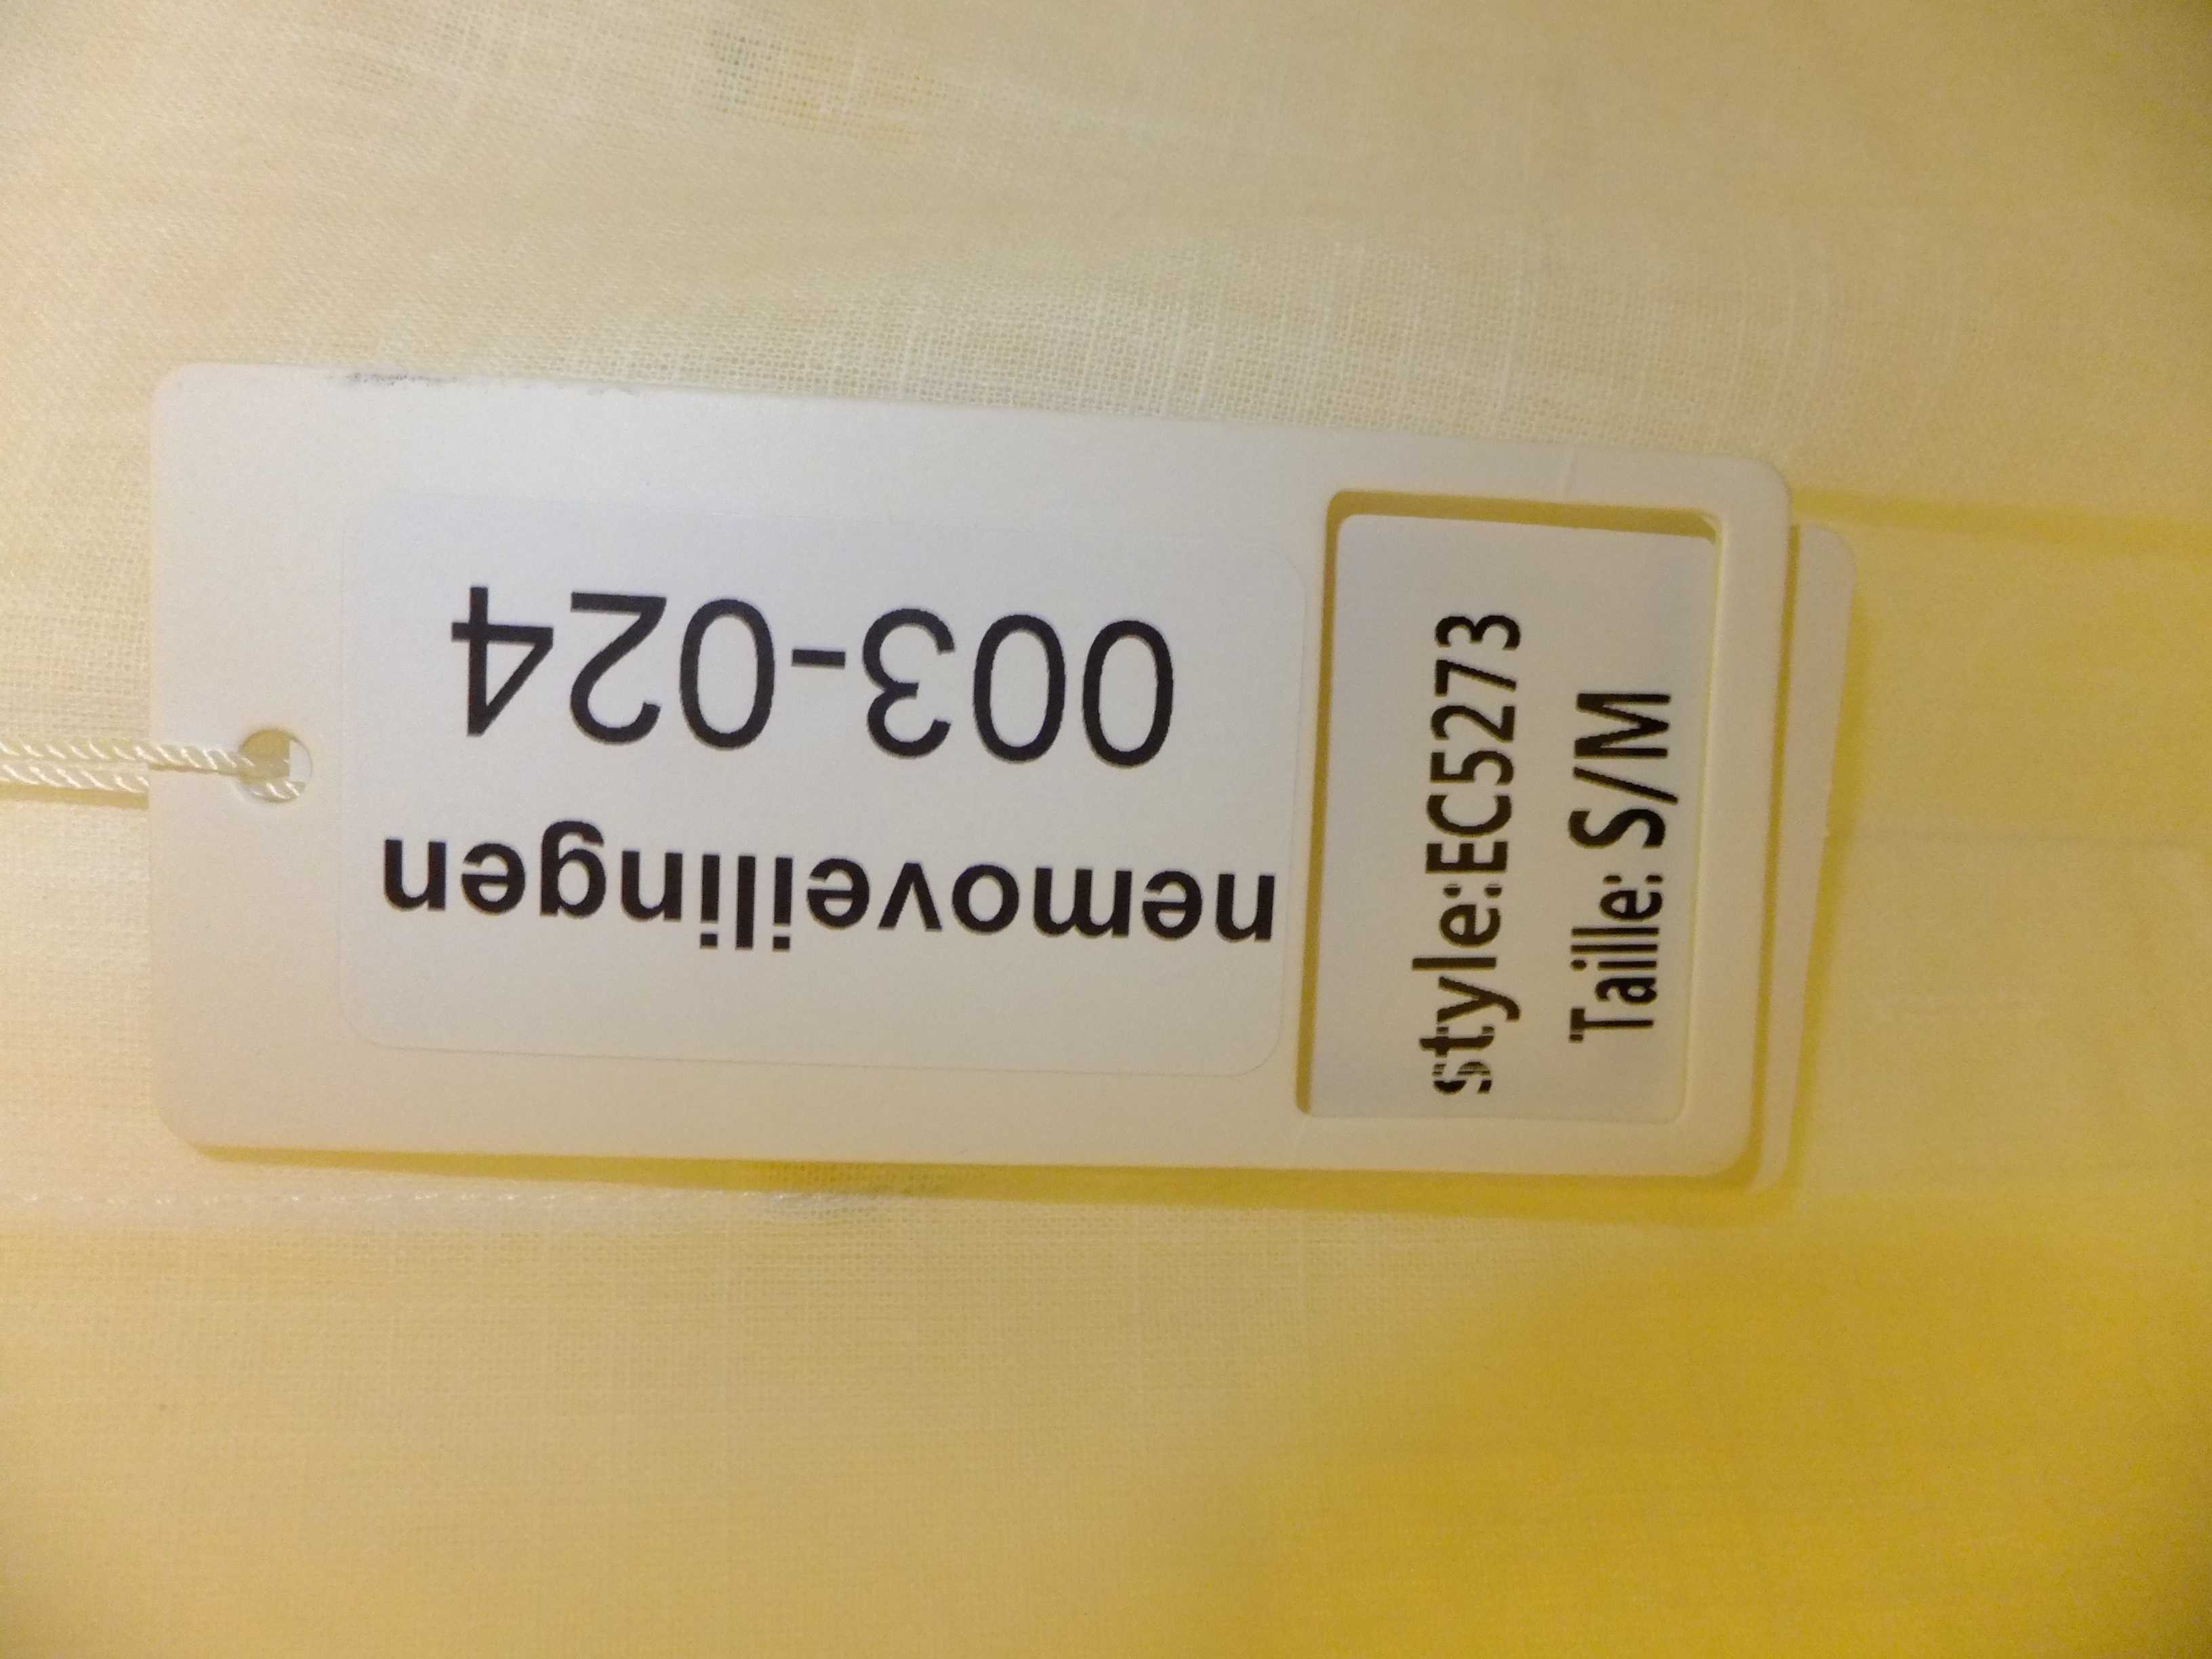 nemoveilingen
003-024
style:EC5273
Taille: S/M